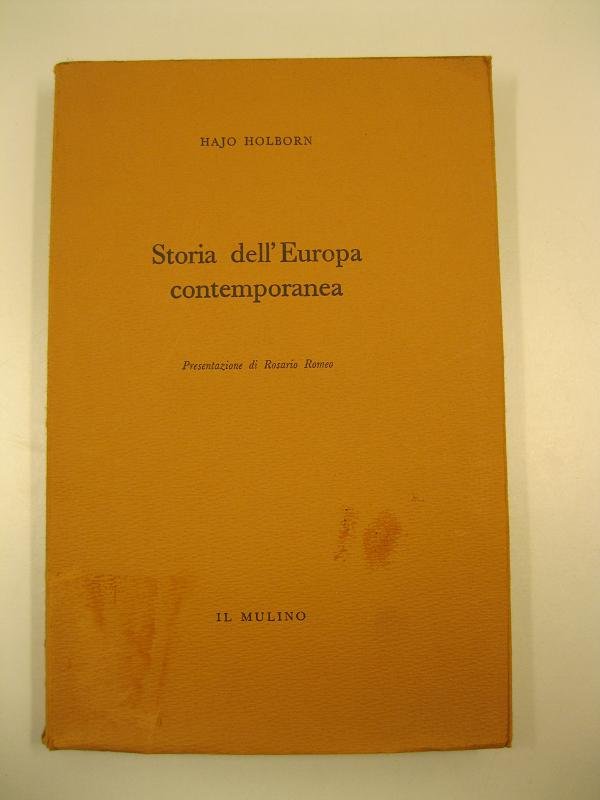 HAJO HOLBORN
Storia dell'Europa
contemporanea
Presentazione di Rosario Romeo
IL MULINO